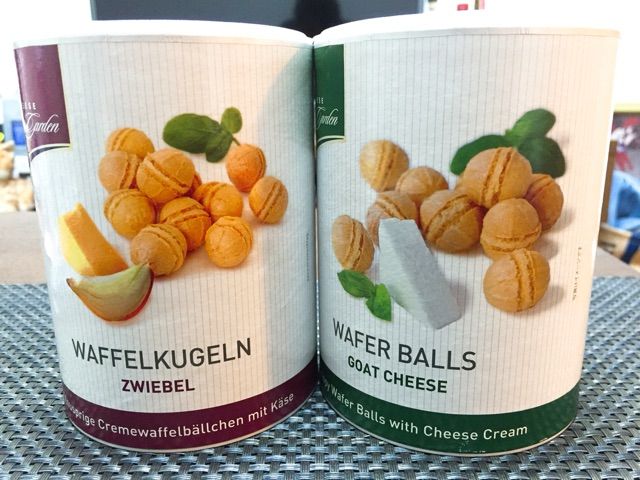 Garden
WAFFELKUGELN
ZWIEBEL
Cremewaffelbällchen mit Käse
Garden
WAFER BALLS
GOAT CHEESE
Wafer Balls with Cheese Cream